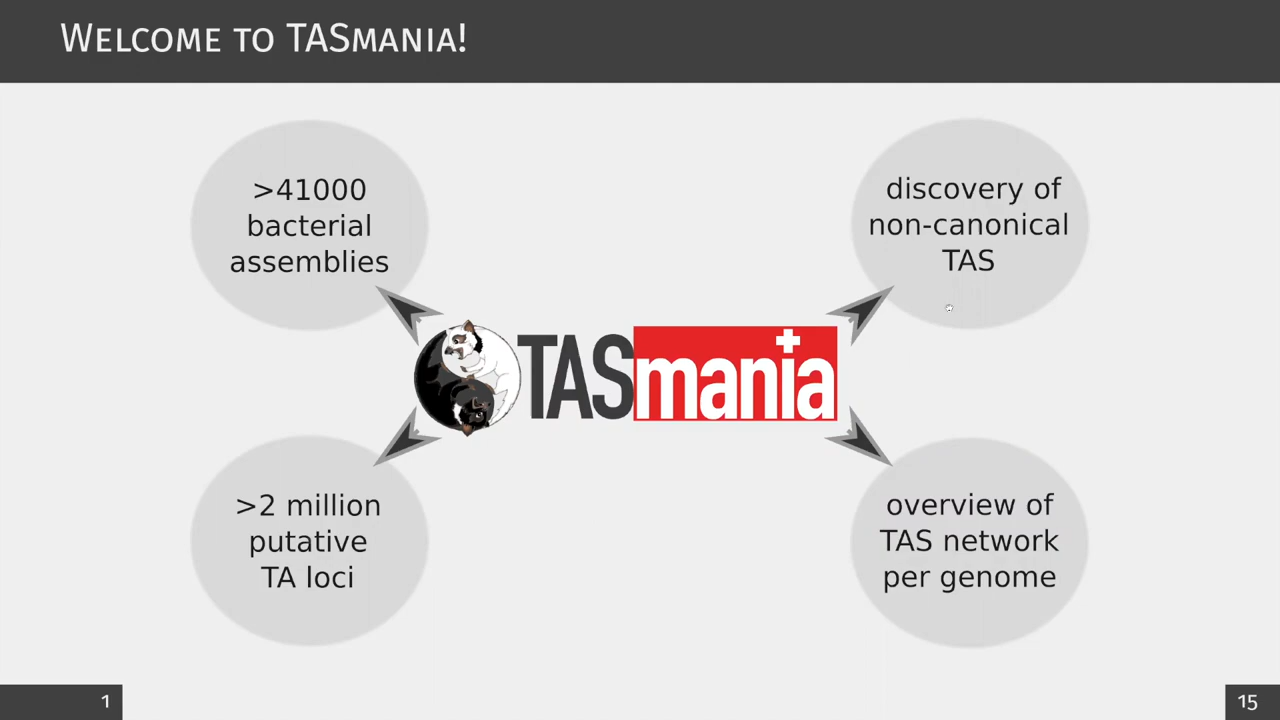 WELCOME TO TASMANIA!
>41000
bacterial
assemblies
discovery of
non-canonical
TAS
TASmania
>2 million
putative
TA loci
overview of
TAS network
per genome
1
15